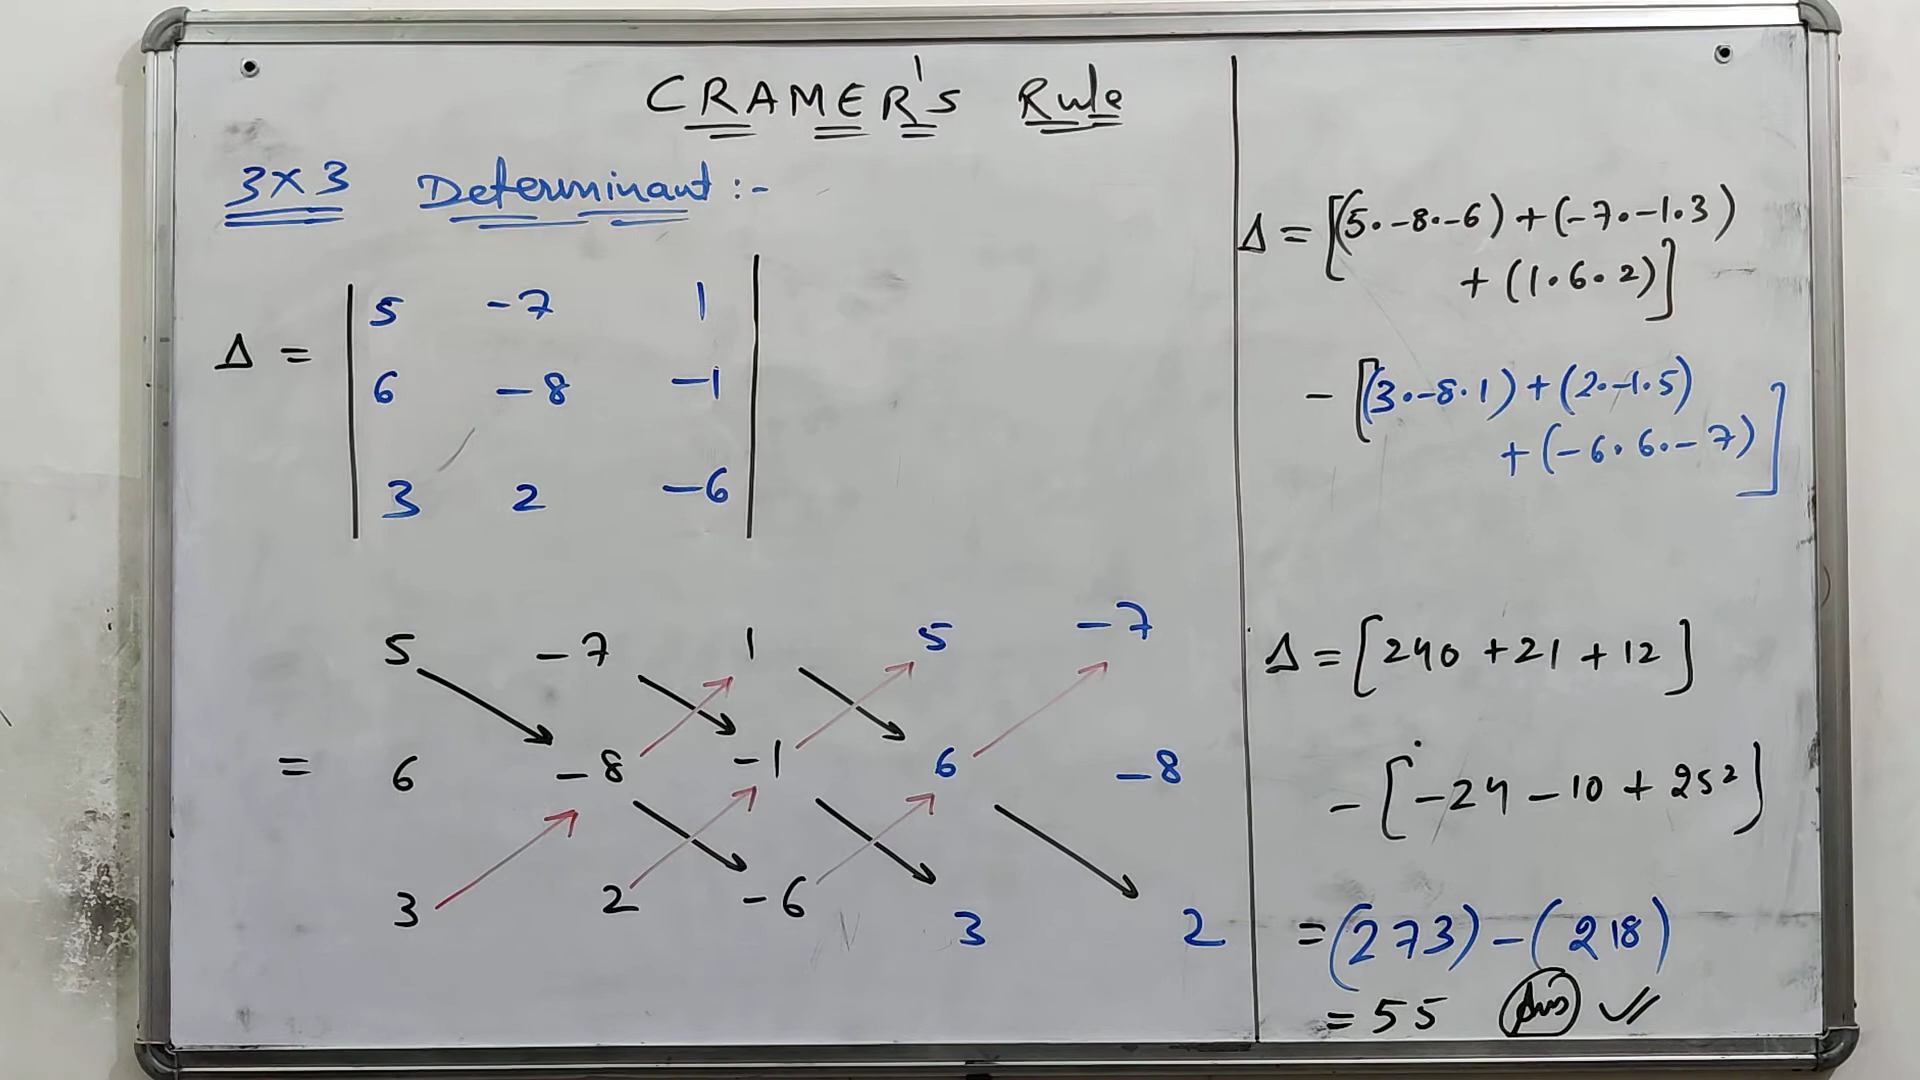 CRAMER's Rule
3×3 Determinant :-
5 -7 1
Δ = 6 -8 -1
3 2 -6
5 -7 1 5 -7
= 6 -8 -1 6 -8
3 2 -6 3 2
Δ = [(5·-8·-6) + (-7·-1·3)
+ (1·6·2)]
- [(3·-8·1) + (2·-1·5)
+ (-6·6·-7)]
Δ = [240 + 21 + 12]
- [-24 - 10 + 252]
= (273) - (218)
= 55 Ans ✓